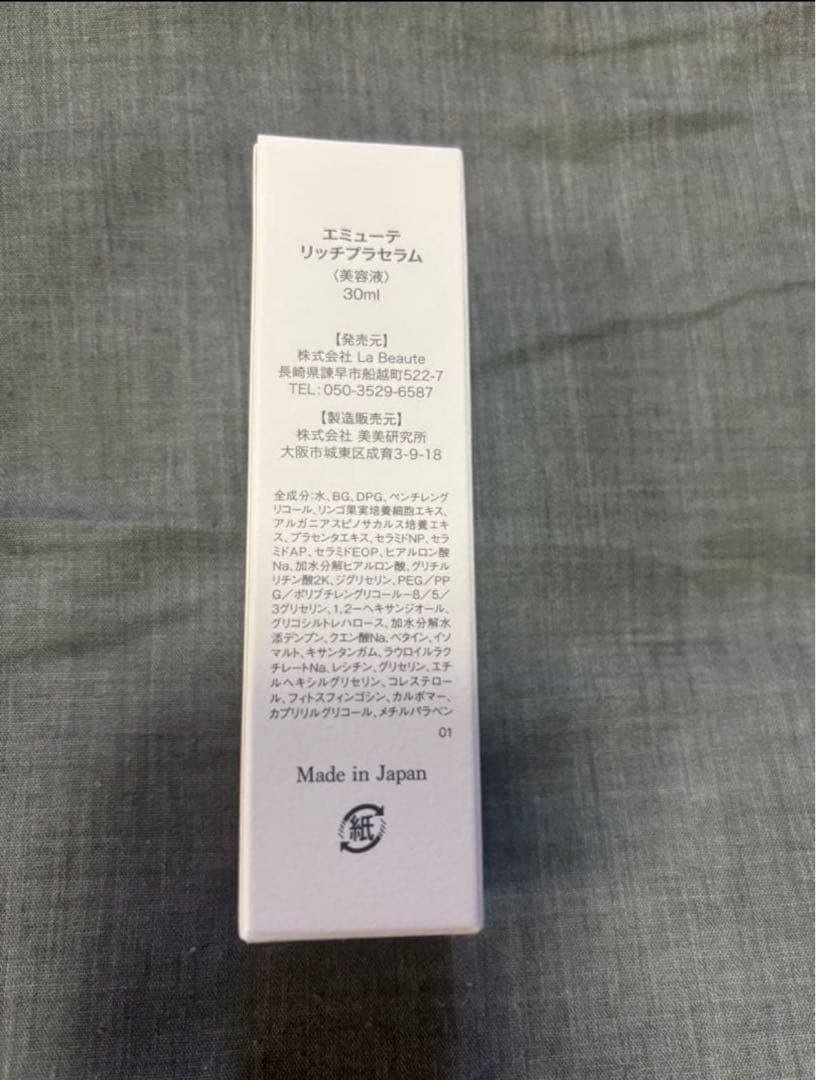 エミューテ
リッチプラセラム
〈美容液〉
30ml
【発売元】
株式会社 La Beaute
長崎県諫早市船越町522-7
TEL:050-3529-6587
【製造販売元】
株式会社 美美研究所
大阪市城東区成育3-9-18
全成分:水、BG、DPG、ペンチレング
リコール、リンゴ果実培養細胞エキス、
アルガニアスピノサカルス培養エキ
ス、プラセンタエキス、セラミドNP、セラ
ミドAP、セラミドEOP、ヒアルロン酸
Na、加水分解ヒアルロン酸、グリチル
リチン酸2K、ジグリセリン、PEG/PP
G/ポリブチレングリコール-8/5/
3グリセリン、1,2-ヘキサンジオール、
グリコシルトレハロース、加水分解水
添デンプン、クエン酸Na、ベタイン、イソ
マルト、キサンタンガム、ラウロイルラク
チレートNa、レシチン、グリセリン、エチ
ルヘキシルグリセリン、コレステロー
ル、フィトスフィンゴシン、カルボマー、
カプリリルグリコール、メチルパラベン
01
Made in Japan
紙